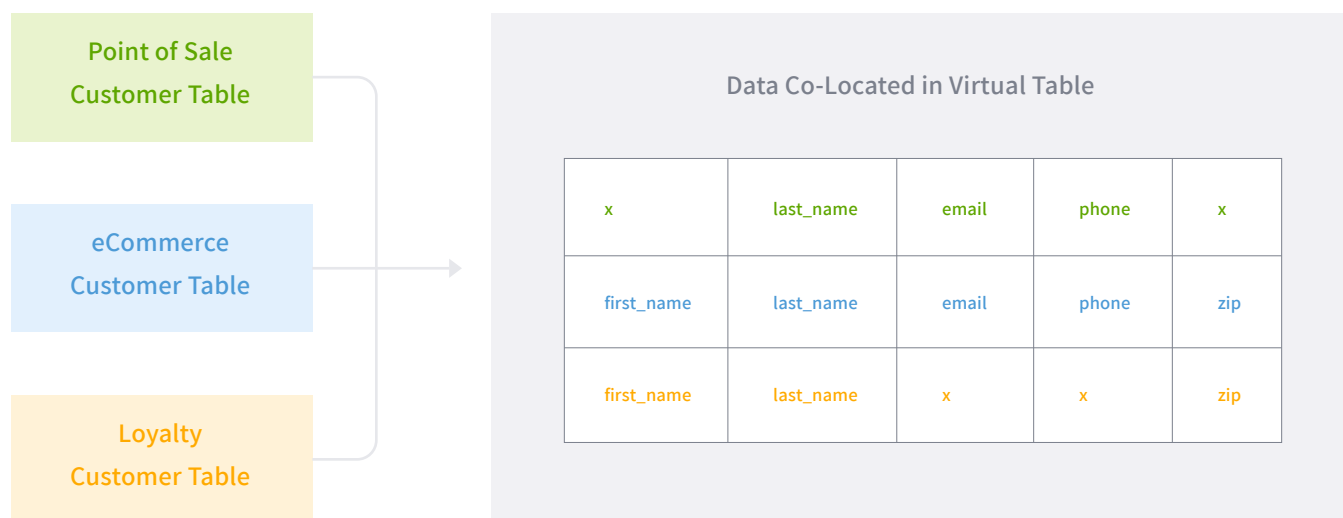 Point of Sale
Customer Table
eCommerce
Customer Table
Loyalty
Customer Table
Data Co-Located in Virtual Table
x last_name email phone x
first_name last_name email phone zip
first_name last_name x x zip